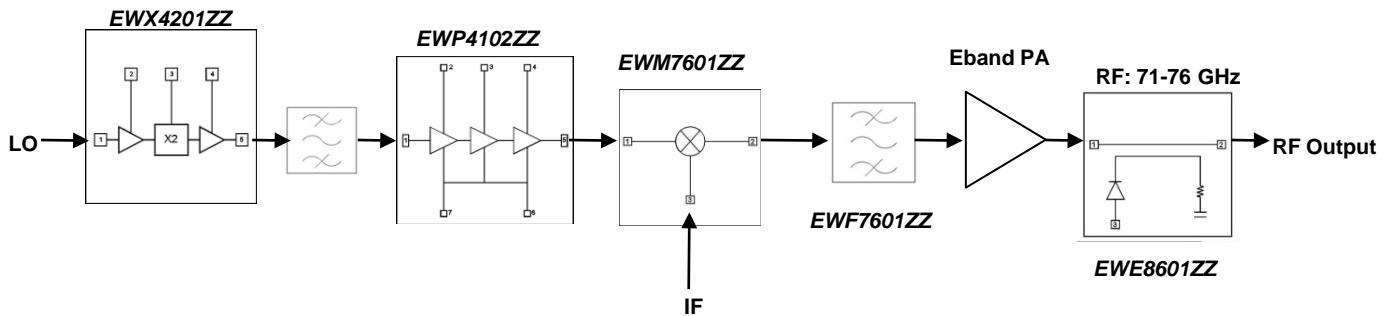 EWX4201ZZ
EWP4102ZZ
EWM7601ZZ
Eband PA
RF: 71-76 GHz
2
3
4
2
3
4
LO
1
X2
5
1
5
1
2
1
2
RF Output
7
6
3
3
EWF7601ZZ
EWE8601ZZ
IF